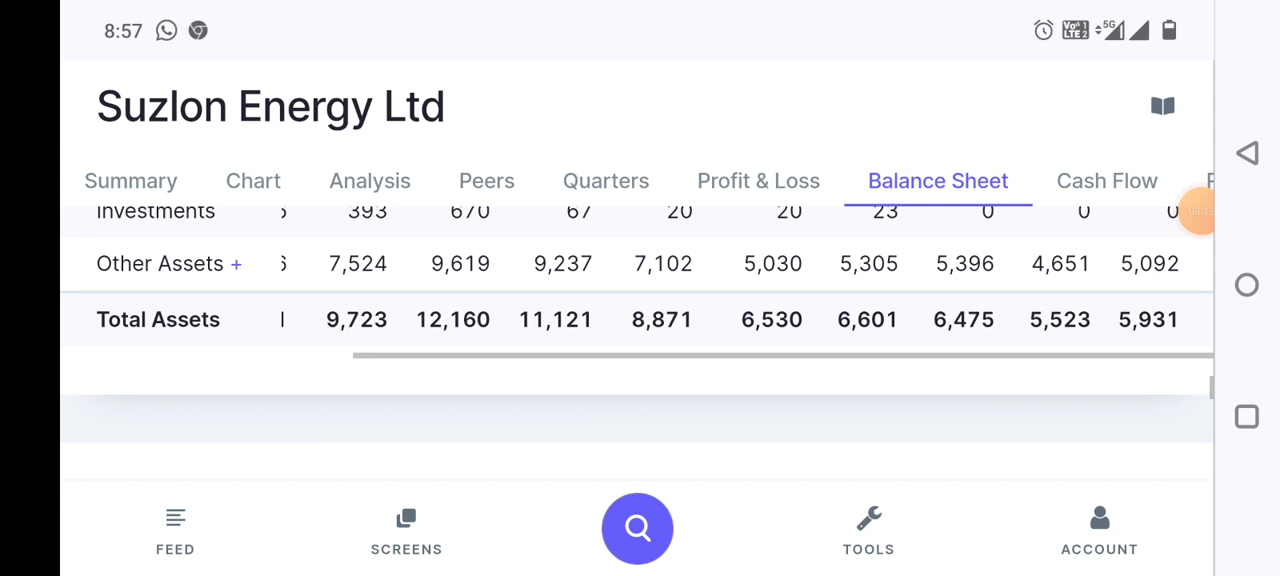 8:57
Suzlon Energy Ltd
Summary Chart Analysis Peers Quarters Profit & Loss Balance Sheet Cash Flow
Investments 393 670 67 20 20 23 0 0 0
Other Assets + 7,524 9,619 9,237 7,102 5,030 5,305 5,396 4,651 5,092
Total Assets 9,723 12,160 11,121 8,871 6,530 6,601 6,475 5,523 5,931
FEED SCREENS TOOLS ACCOUNT